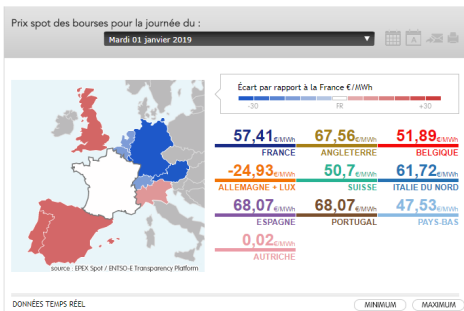 Prix spot des bourses pour la journée du :
Mardi 01 janvier 2019
Écart par rapport à la France €/MWh
-30 FR +30
57,41 €/MWh 67,56 €/MWh 51,89 €/MWh
FRANCE ANGLETERRE BELGIQUE
-24,93 €/MWh 50,7 €/MWh 61,72 €/MWh
ALLEMAGNE + LUX SUISSE ITALIE DU NORD
68,07 €/MWh 68,07 €/MWh 47,53 €/MWh
ESPAGNE PORTUGAL PAYS-BAS
0,02 €/MWh
AUTRICHE
source : EPEX Spot / ENTSO-E Transparency Platform
DONNÉES TEMPS RÉEL MINIMUM MAXIMUM